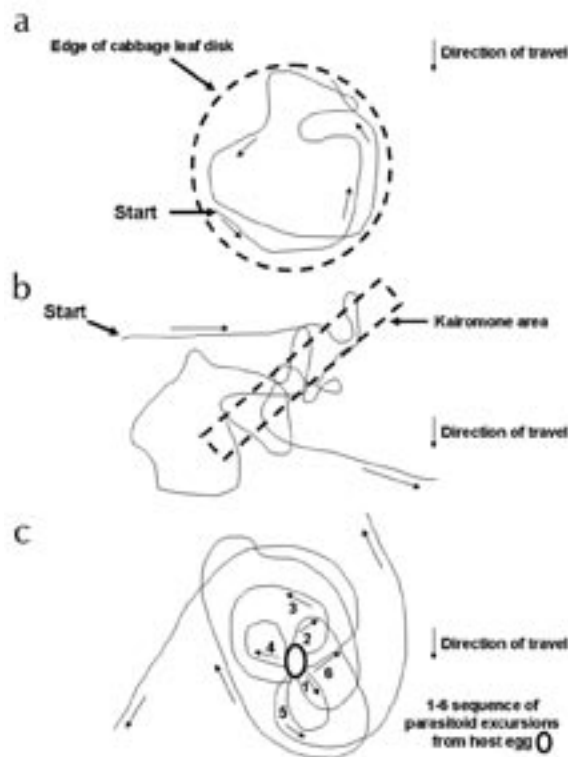 a
Edge of cabbage leaf disk
Direction of travel
Start
b
Start
Kairomone area
Direction of travel
c
3
2
4
6
1
5
Direction of travel
1-6 sequence of
parasitoid excursions
from host egg